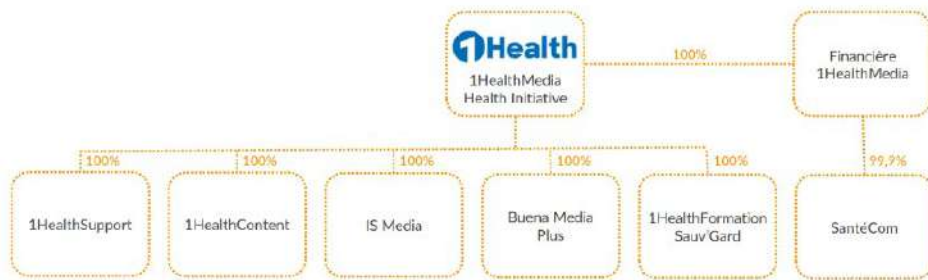 1Health
1HealthMedia
Health Initiative
100%
Financière
1HealthMedia
100%
100%
100%
100%
100%
99,9%
1HealthSupport
1HealthContent
IS Media
Buena Media
Plus
1HealthFormation
Sauv'Gard
SantéCom